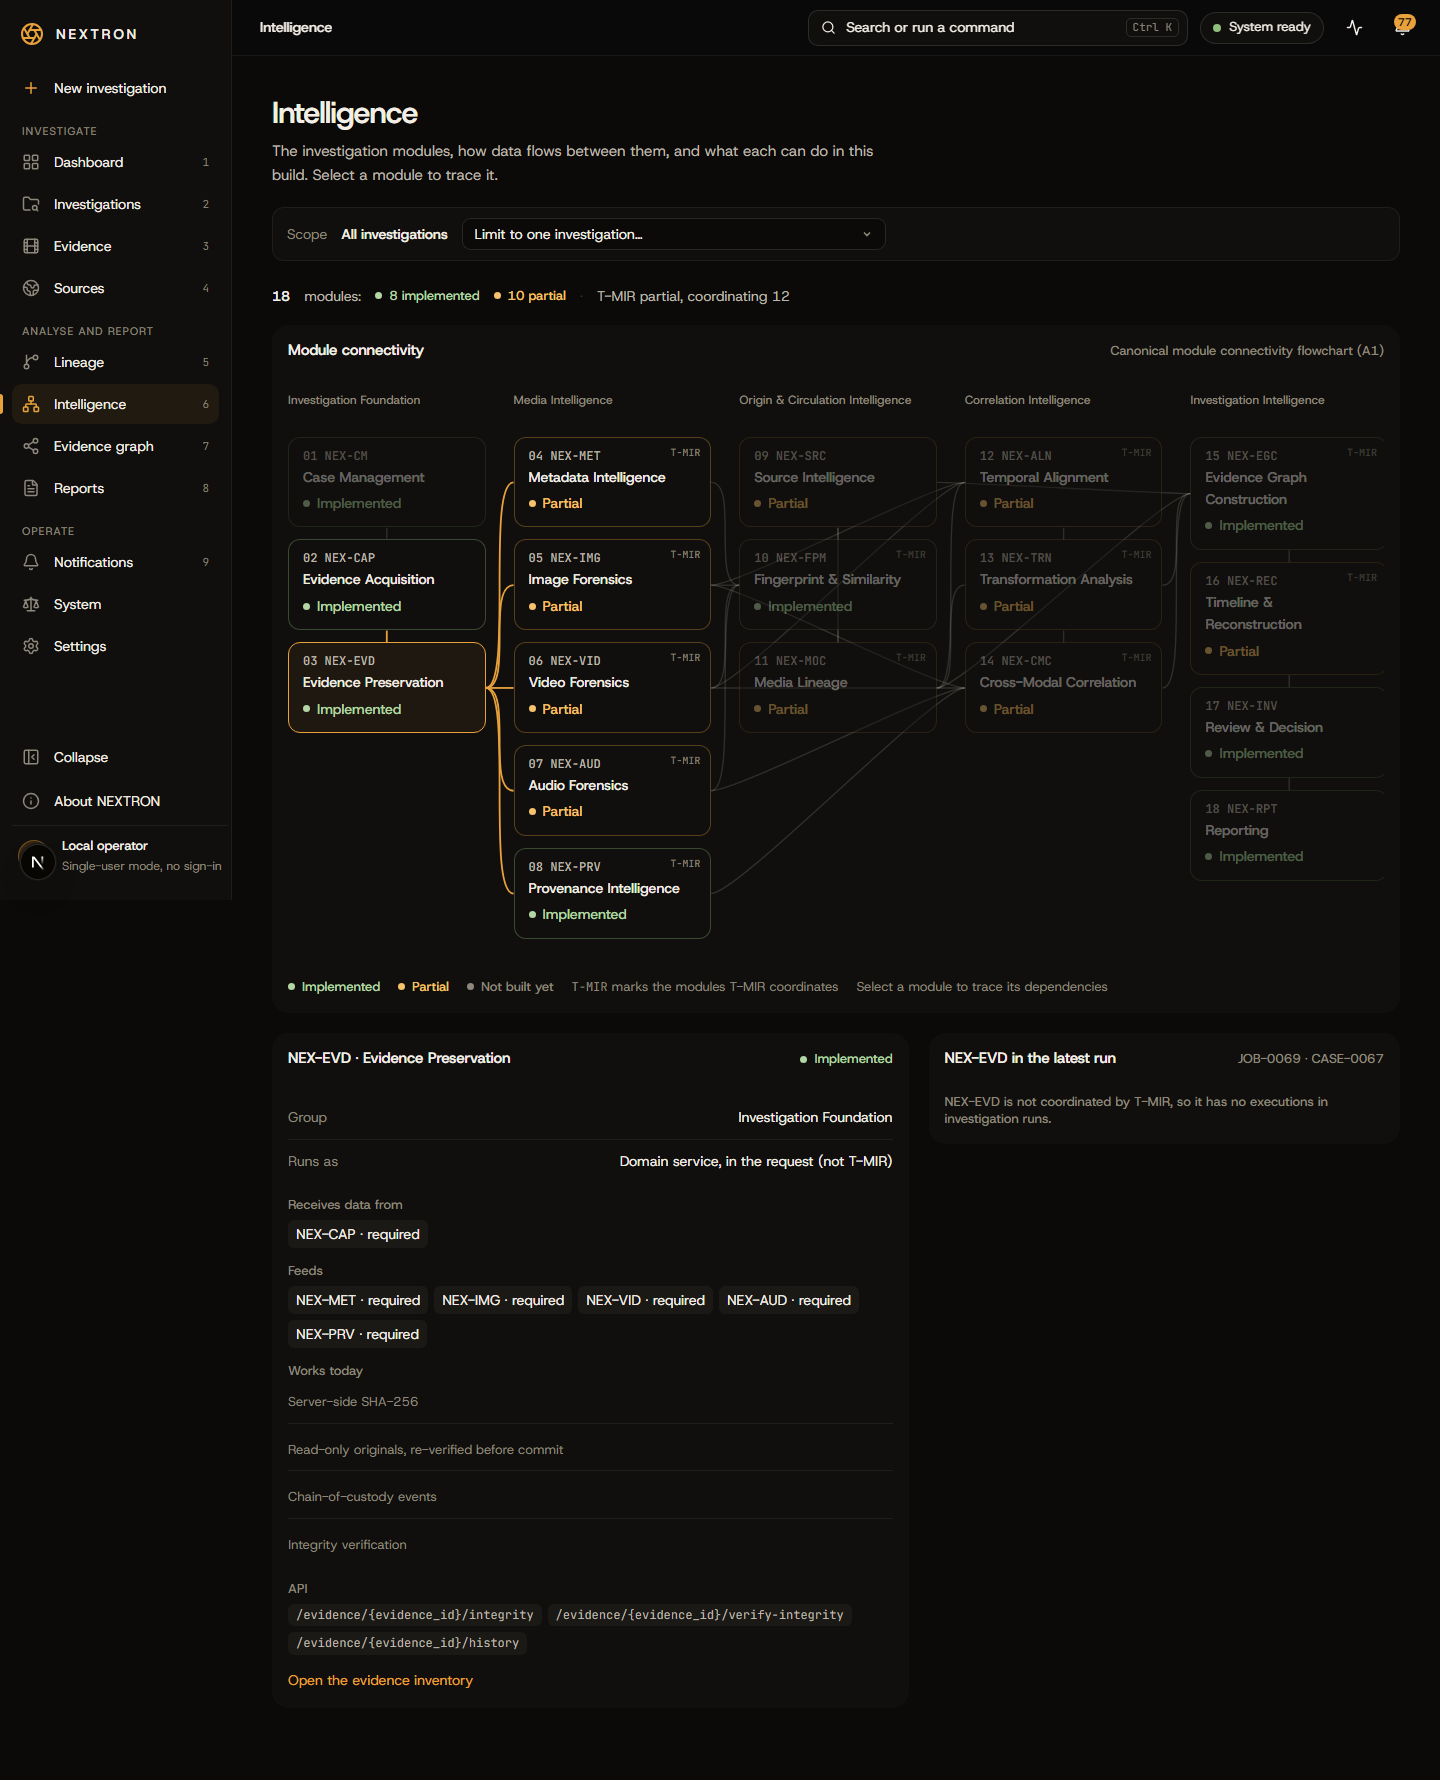 NEXTRON
New investigation
INVESTIGATE
Dashboard 1
Investigations 2
Evidence 3
Sources 4
ANALYSE AND REPORT
Lineage 5
Intelligence 6
Evidence graph 7
Reports 8
OPERATE
Notifications 9
System
Settings
Collapse
About NEXTRON
N
Local operator
Single-user mode, no sign-in
Intelligence
Search or run a command Ctrl K
System ready
77
Intelligence
The investigation modules, how data flows between them, and what each can do in this
build. Select a module to trace it.
Scope All investigations Limit to one investigation…
18 modules: 8 implemented 10 partial · T-MIR partial, coordinating 12
Module connectivity Canonical module connectivity flowchart (A1)
Investigation Foundation
01 NEX-CM
Case Management
Implemented
02 NEX-CAP
Evidence Acquisition
Implemented
03 NEX-EVD
Evidence Preservation
Implemented
Media Intelligence
04 NEX-MET T-MIR
Metadata Intelligence
Partial
05 NEX-IMG T-MIR
Image Forensics
Partial
06 NEX-VID T-MIR
Video Forensics
Partial
07 NEX-AUD T-MIR
Audio Forensics
Partial
08 NEX-PRV T-MIR
Provenance Intelligence
Implemented
Origin & Circulation Intelligence
09 NEX-SRC
Source Intelligence
Partial
10 NEX-FPM T-MIR
Fingerprint & Similarity
Implemented
11 NEX-MOC T-MIR
Media Lineage
Partial
Correlation Intelligence
12 NEX-ALN T-MIR
Temporal Alignment
Partial
13 NEX-TRN T-MIR
Transformation Analysis
Partial
14 NEX-CMC T-MIR
Cross-Modal Correlation
Partial
Investigation Intelligence
15 NEX-EGC T-MIR
Evidence Graph
Construction
Implemented
16 NEX-REC T-MIR
Timeline &
Reconstruction
Partial
17 NEX-INV
Review & Decision
Implemented
18 NEX-RPT
Reporting
Implemented
Implemented Partial Not built yet T-MIR marks the modules T-MIR coordinates Select a module to trace its dependencies
NEX-EVD · Evidence Preservation Implemented
Group Investigation Foundation
Runs as Domain service, in the request (not T-MIR)
Receives data from
NEX-CAP · required
Feeds
NEX-MET · required NEX-IMG · required NEX-VID · required NEX-AUD · required
NEX-PRV · required
Works today
Server-side SHA-256
Read-only originals, re-verified before commit
Chain-of-custody events
Integrity verification
API
/evidence/{evidence_id}/integrity /evidence/{evidence_id}/verify-integrity
/evidence/{evidence_id}/history
Open the evidence inventory
NEX-EVD in the latest run JOB-0069 · CASE-0067
NEX-EVD is not coordinated by T-MIR, so it has no executions in
investigation runs.